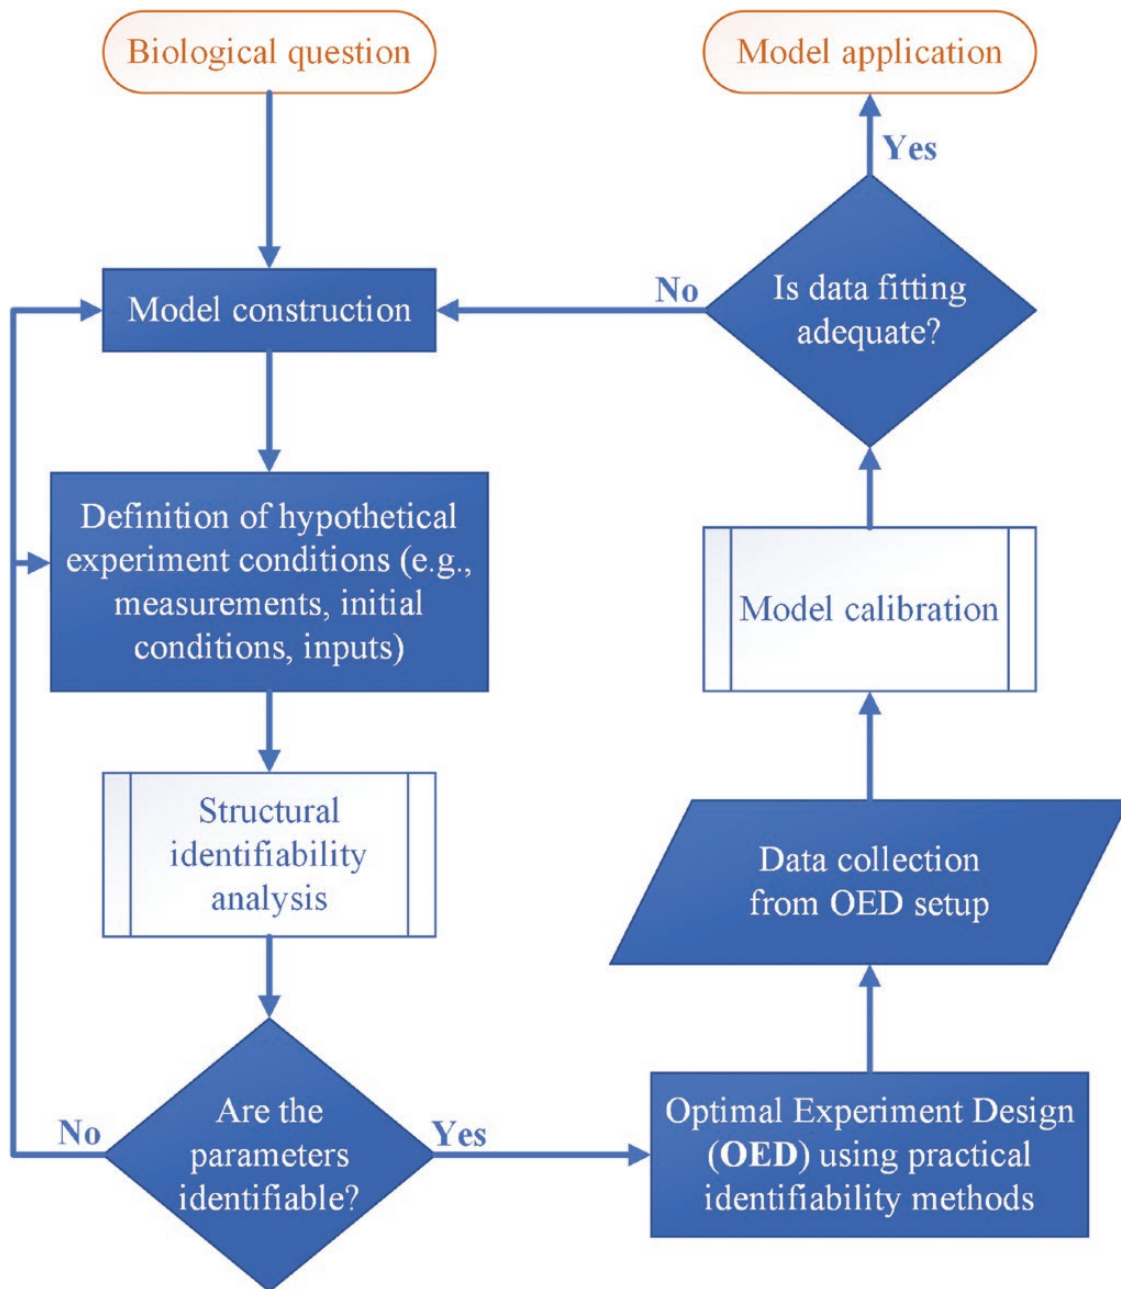 Biological question
Model construction
Definition of hypothetical
experiment conditions (e.g.,
measurements, initial
conditions, inputs)
Structural
identifiability
analysis
Are the
parameters
identifiable?
No
Yes
Optimal Experiment Design
(OED) using practical
identifiability methods
Data collection
from OED setup
Model calibration
Is data fitting
adequate?
No
Yes
Model application